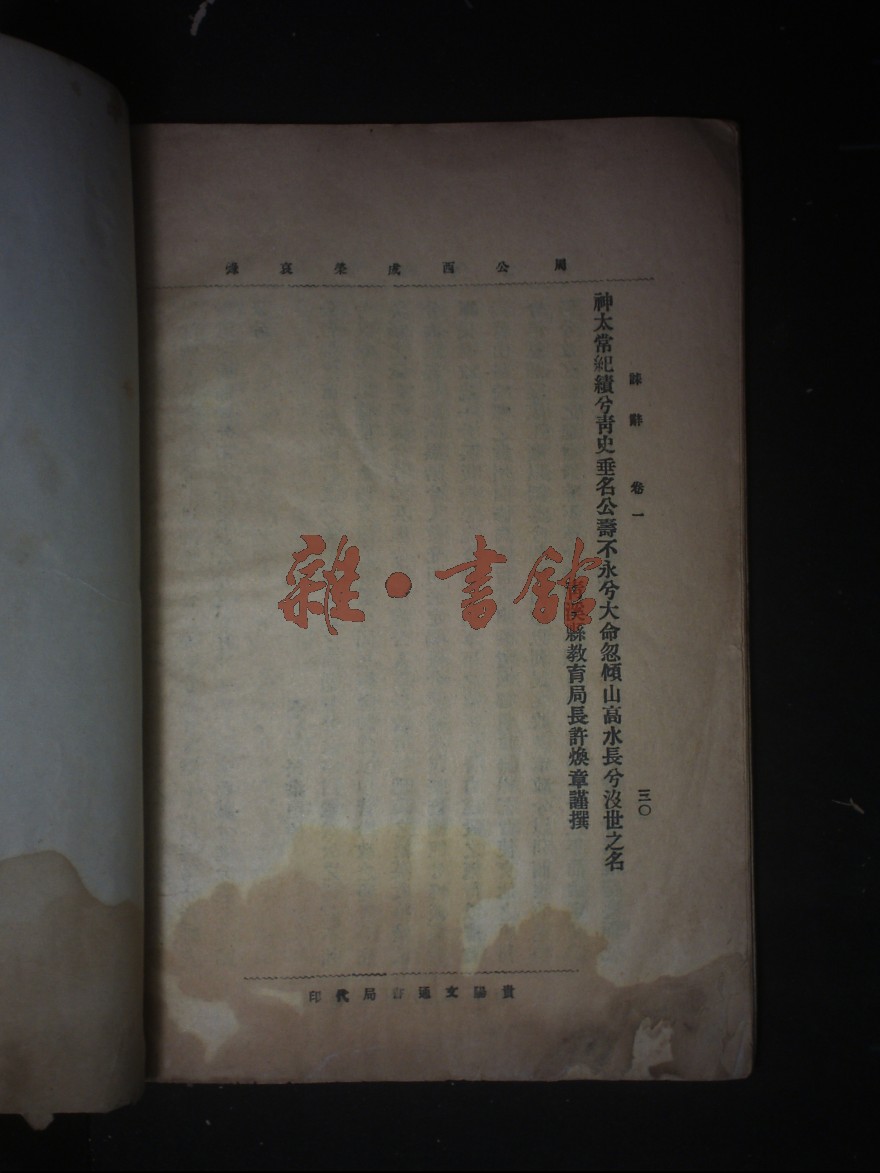 周公西成榮哀錄
誄辭 卷一
三〇
神太常紀績兮靑史垂名公壽不永兮大命忽傾山高水長兮沒世之名
溪縣教育局長許煥章謹撰
雜·書館
貴陽文通書局代印